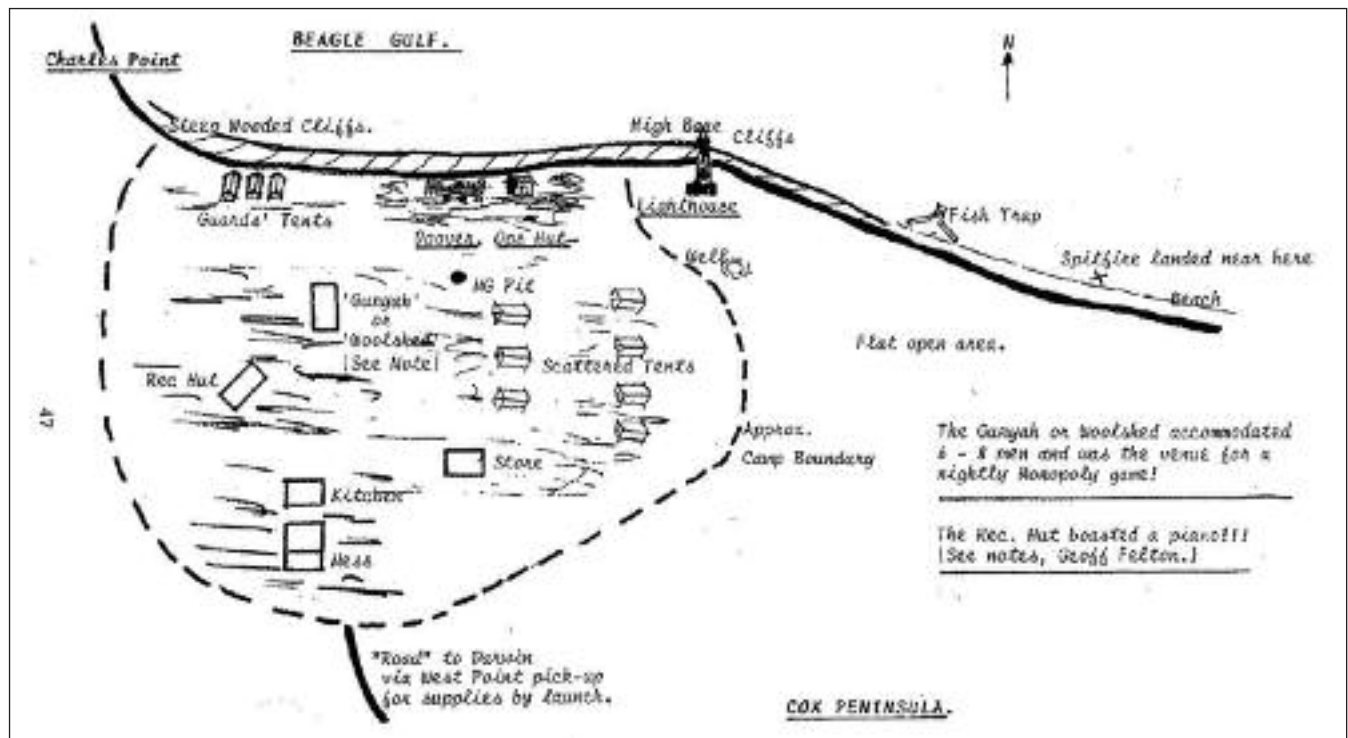 BEAGLE GULF.
N
Charles Point
Steep Wooded Cliffs.
High Base
Cliffs
Guards' Tents
Lighthouse
Fish Trap
Doover, Ops Hut
Well
Spitfire landed near here
Beach
MG Pit
'Gunyah'
or
'Woolshed'
[See Note]
Flat open area.
Scattered Tents
Rec Hut
47
Approx.
Camp Boundary
The Gunyah or Woolshed accommodated
6 - 8 men and was the venue for a
nightly Monopoly game!
Store
Kitchen
The Rec. Hut boasted a piano!!!
[See notes, Geoff Felton.]
Mess
"Road" to Darwin
via West Point pick-up
for supplies by launch.
COX PENINSULA.